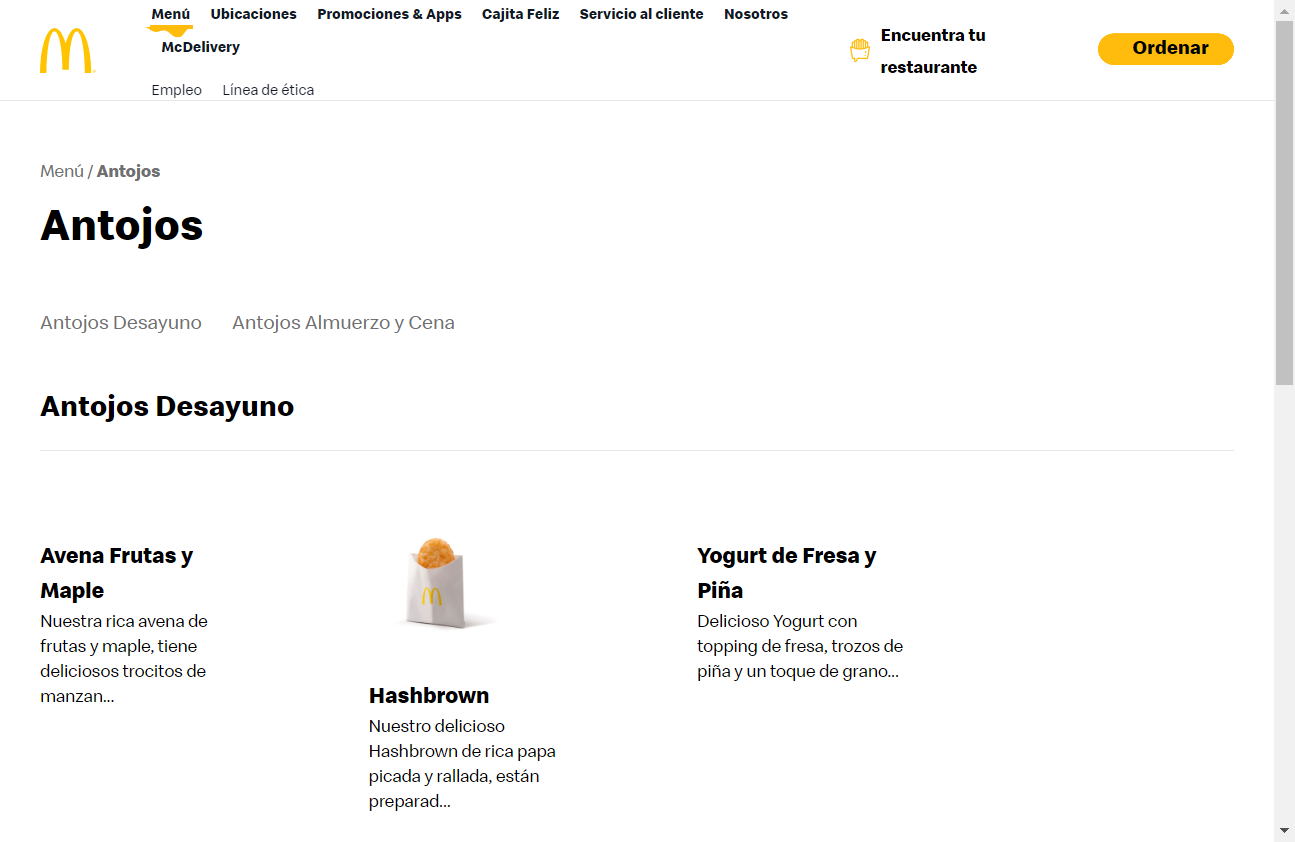 Menú Ubicaciones Promociones & Apps Cajita Feliz Servicio al cliente Nosotros
McDelivery
Empleo Línea de ética
Encuentra tu
restaurante
Ordenar
Menú / Antojos
Antojos
Antojos Desayuno Antojos Almuerzo y Cena
Antojos Desayuno
Avena Frutas y
Maple
Nuestra rica avena de
frutas y maple, tiene
deliciosos trocitos de
manzan...
Hashbrown
Nuestro delicioso
Hashbrown de rica papa
picada y rallada, están
preparad...
Yogurt de Fresa y
Piña
Delicioso Yogurt con
topping de fresa, trozos de
piña y un toque de grano...